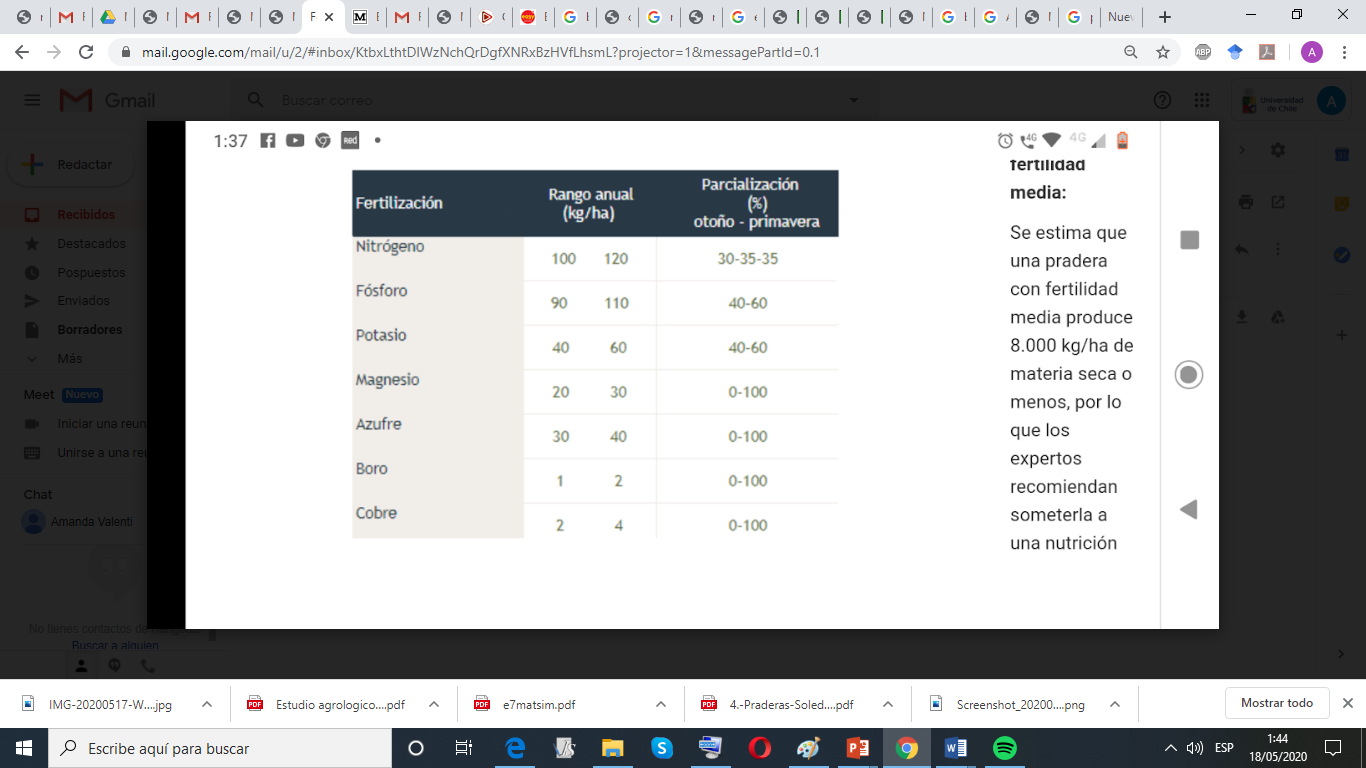 mail.google.com/mail/u/2/#inbox/KtbxLthtDlWzNchQrDgfXNRxBzHVfLhsmL?projector=1&messagePartId=0.1
Gmail
Buscar correo
Universidad
de Chile
A
Redactar
Recibidos
Destacados
Pospuestos
Enviados
Borradores
Más
Meet Nuevo
Iniciar una reun
Unirse a una reu
Chat
Amanda Valenti
No tienes contactos de
Buscar a alguien
1:37
4G
Fertilización
Rango anual
(kg/ha)
Parcialización
(%)
otoño - primavera
Nitrógeno 100 120 30-35-35
Fósforo 90 110 40-60
Potasio 40 60 40-60
Magnesio 20 30 0-100
Azufre 30 40 0-100
Boro 1 2 0-100
Cobre 2 4 0-100
fertilidad
media:
Se estima que
una pradera
con fertilidad
media produce
8.000 kg/ha de
materia seca o
menos, por lo
que los
expertos
recomiendan
someterla a
una nutrición
IMG-20200517-W....jpg
Estudio agrologico....pdf
e7matsim.pdf
4.-Praderas-Soled....pdf
Screenshot_20200....png
Mostrar todo
Escribe aquí para buscar
ESP
1:44
18/05/2020